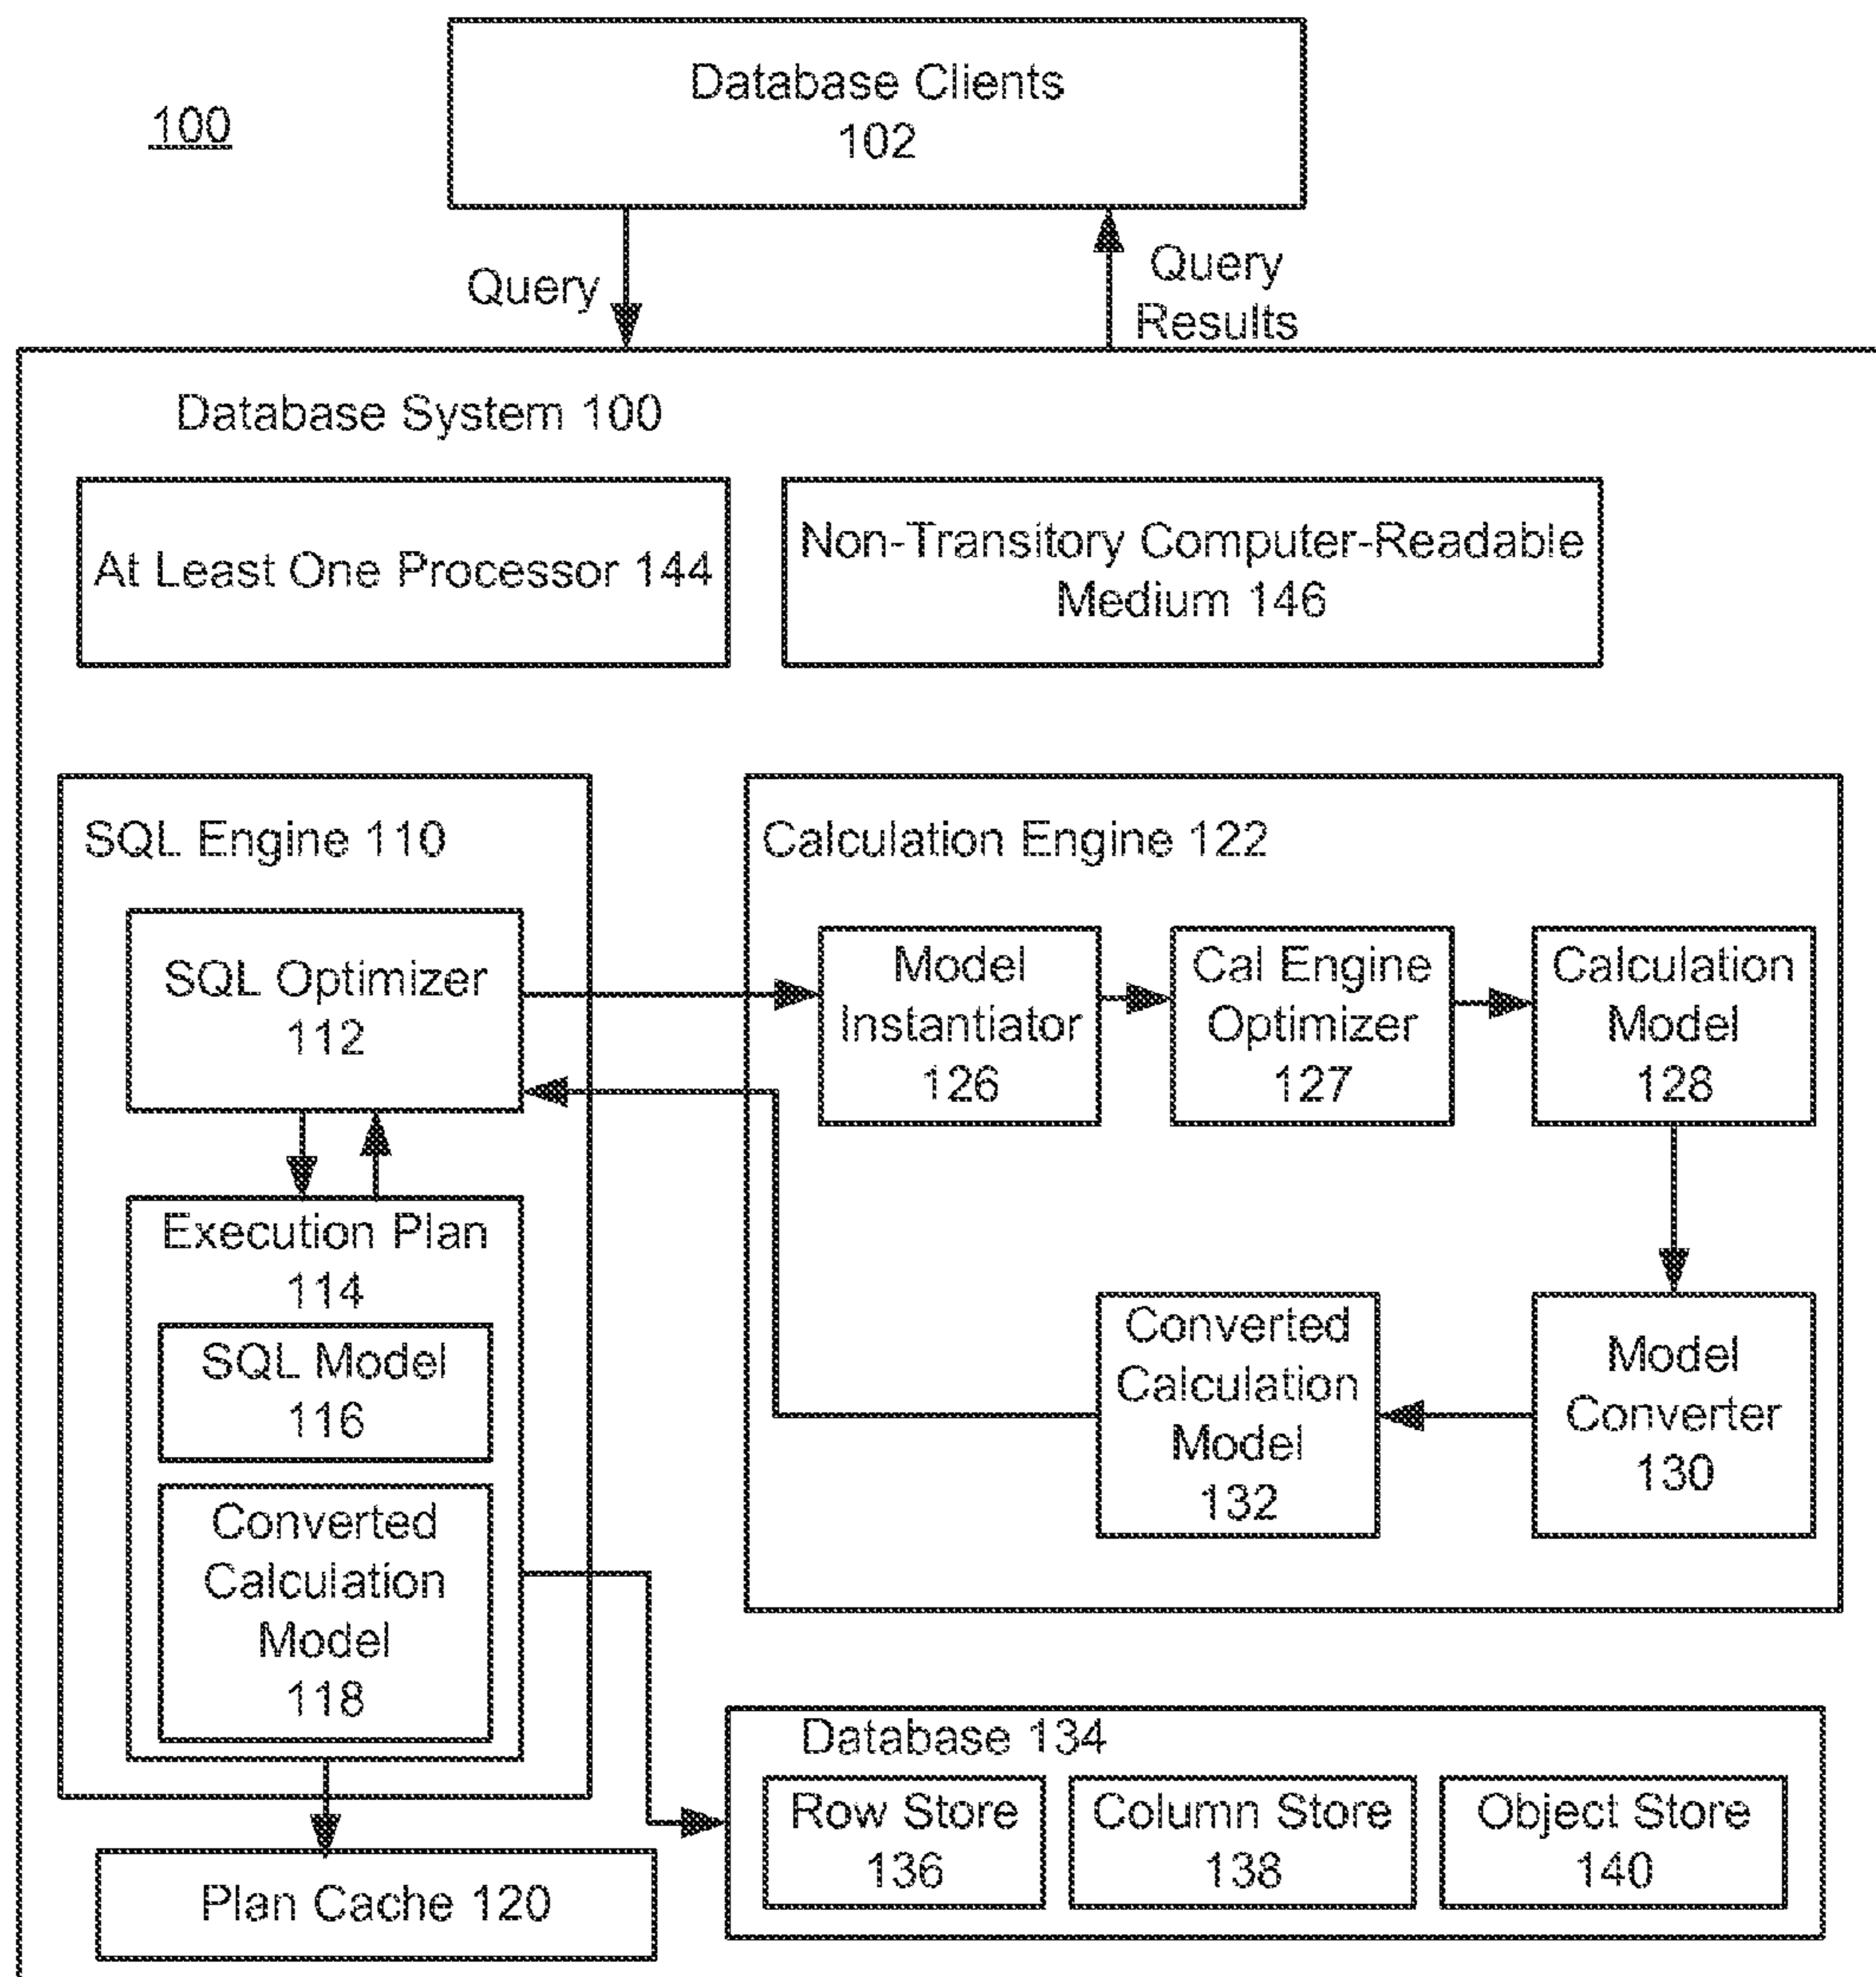 100
Database Clients
102
Query
Query
Results
Database System 100
At Least One Processor 144
Non-Transitory Computer-Readable
Medium 146
SQL Engine 110
SQL Optimizer
112
Execution Plan
114
SQL Model
116
Converted
Calculation
Model
118
Plan Cache 120
Calculation Engine 122
Model
Instantiator
126
Cal Engine
Optimizer
127
Calculation
Model
128
Model
Converter
130
Converted
Calculation
Model
132
Database 134
Row Store
136
Column Store
138
Object Store
140